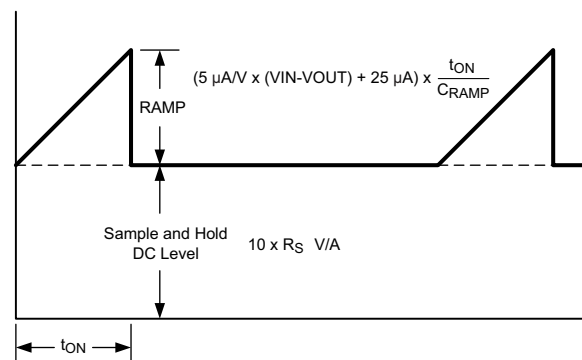 (5 µA/V x (VIN-VOUT) + 25 µA) x tON / CRAMP
RAMP
Sample and Hold
DC Level
10 x RS V/A
tON